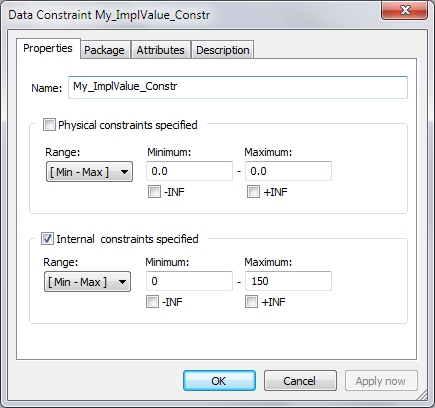 Data Constraint My_ImplValue_Constr
Properties Package Attributes Description
Name: My_ImplValue_Constr
Physical constraints specified
Range: Minimum: Maximum:
[ Min - Max ] 0.0 - 0.0
-INF +INF
Internal constraints specified
Range: Minimum: Maximum:
[ Min - Max ] 0 - 150
-INF +INF
OK Cancel Apply now